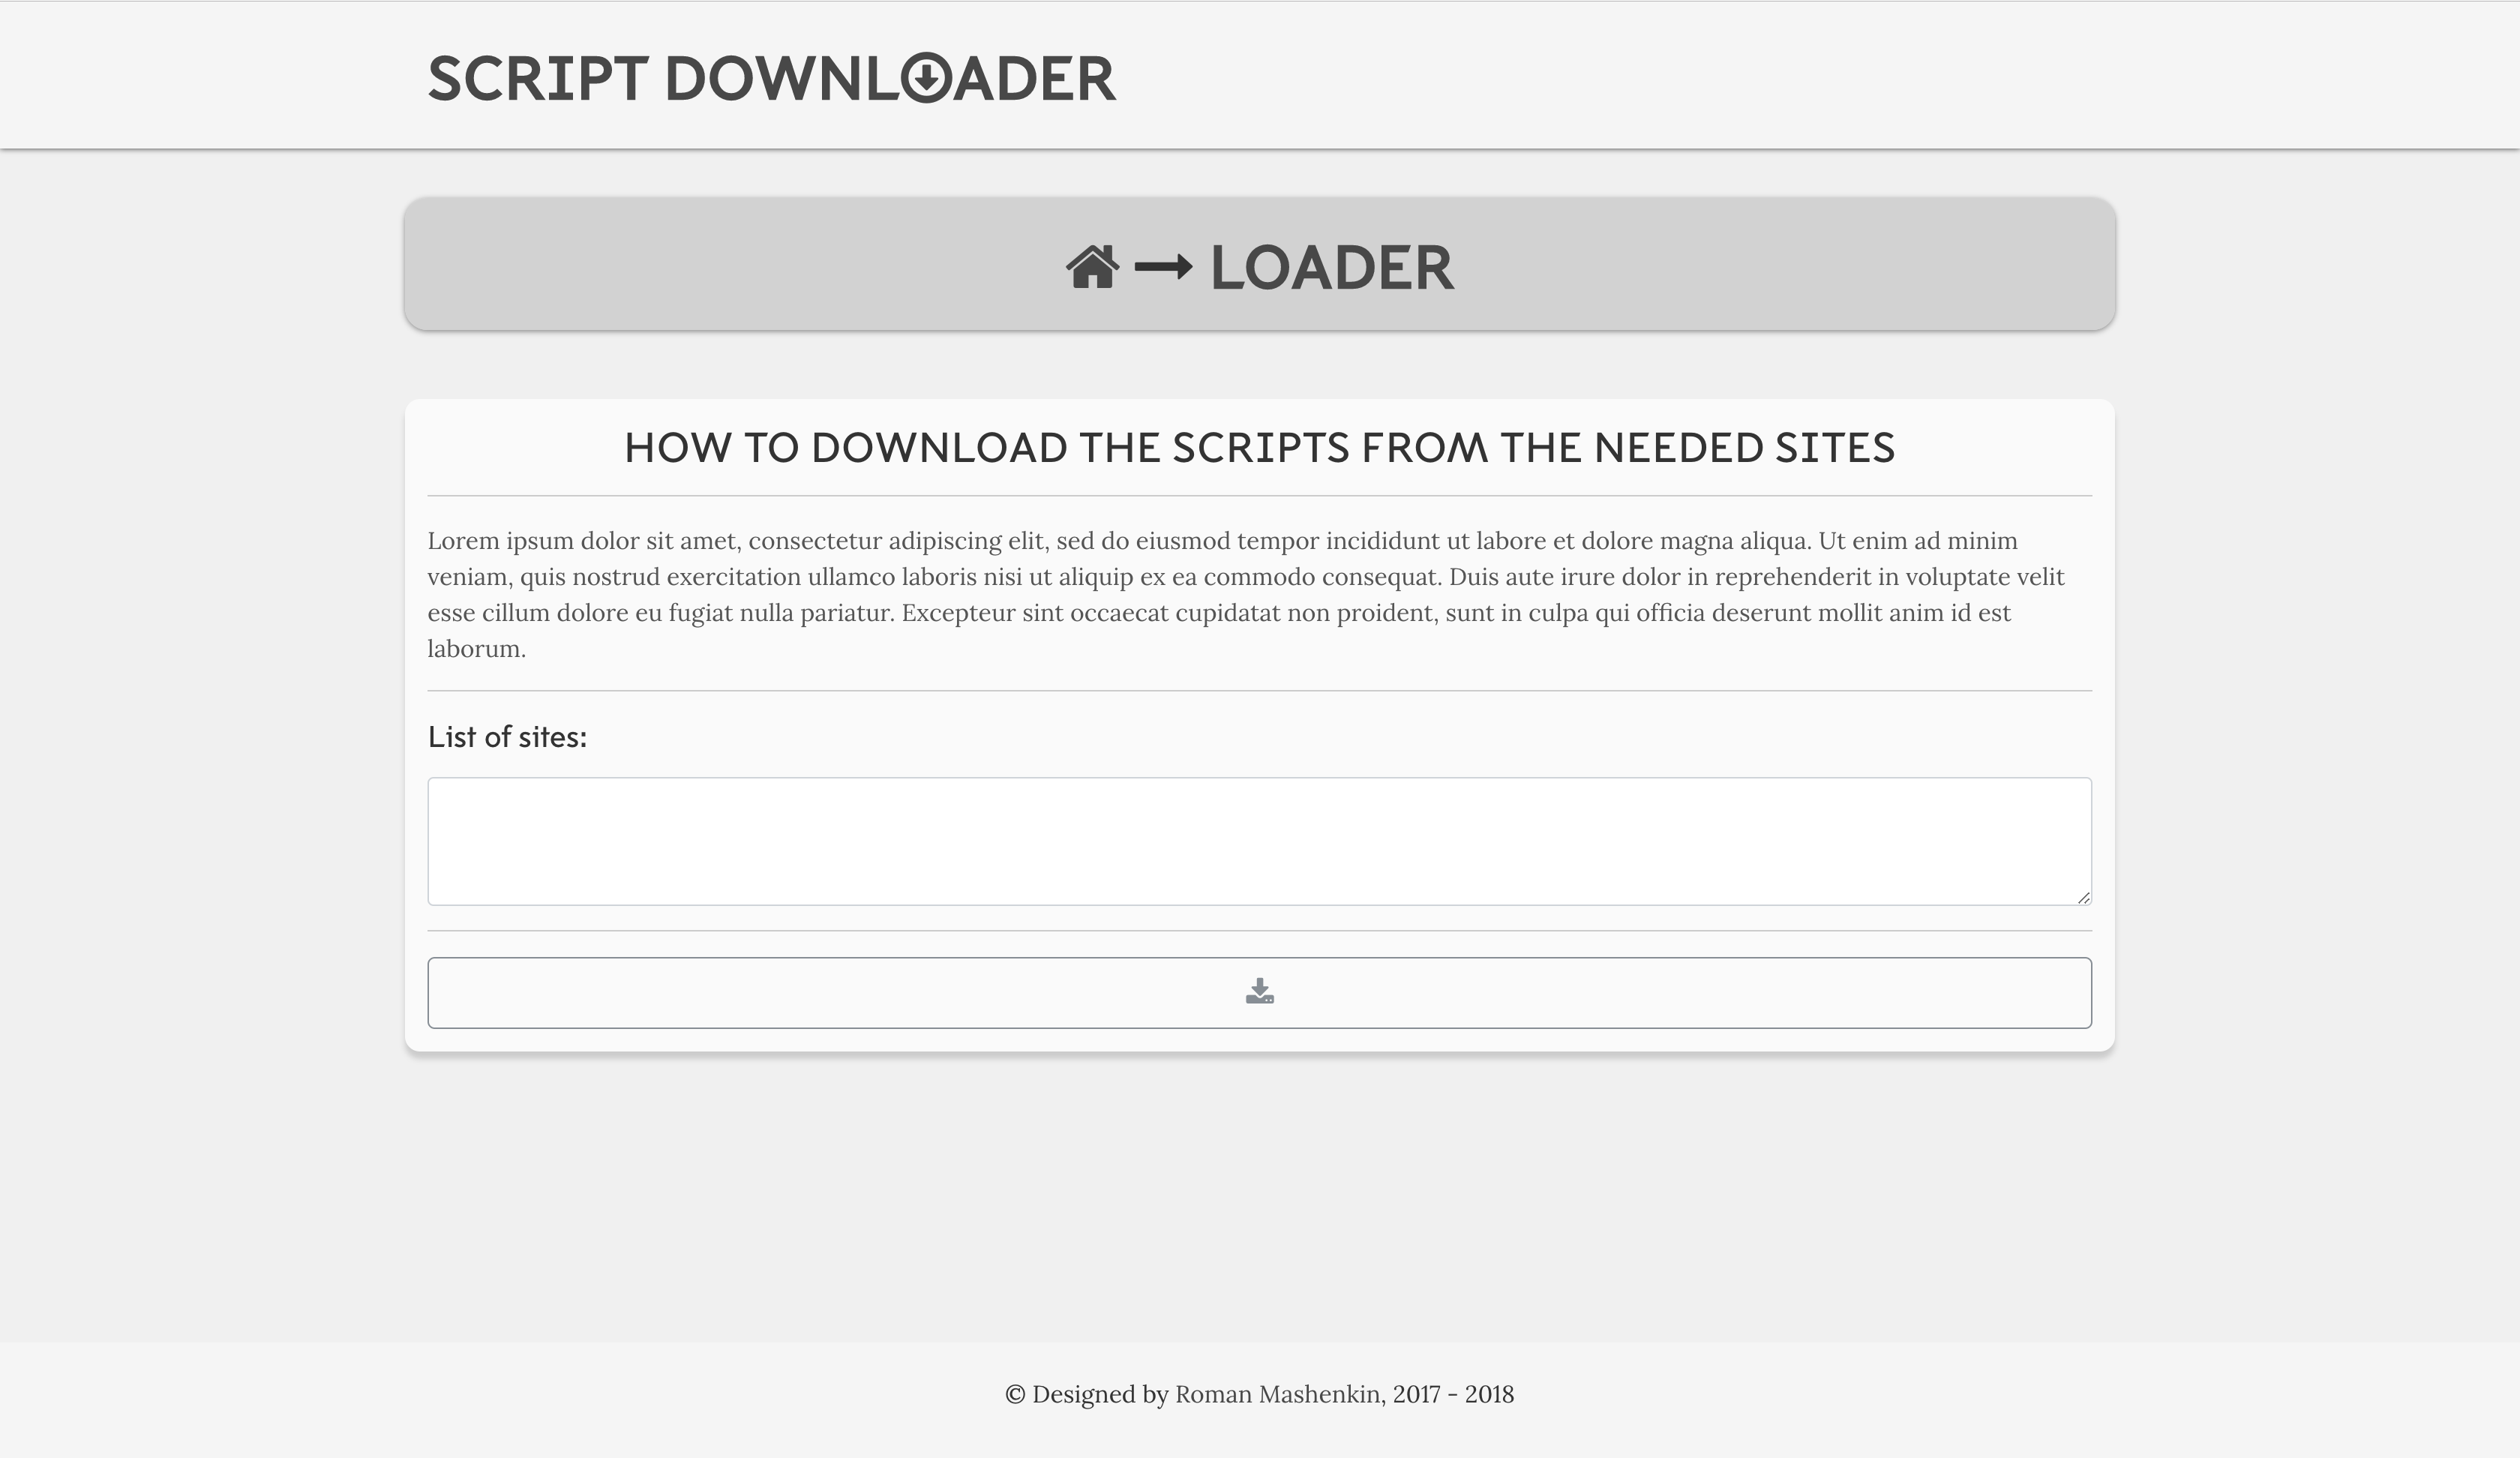 SCRIPT DOWNLOADER
LOADER
HOW TO DOWNLOAD THE SCRIPTS FROM THE NEEDED SITES
Lorem ipsum dolor sit amet, consectetur adipiscing elit, sed do eiusmod tempor incididunt ut labore et dolore magna aliqua. Ut enim ad minim
veniam, quis nostrud exercitation ullamco laboris nisi ut aliquip ex ea commodo consequat. Duis aute irure dolor in reprehenderit in voluptate velit
esse cillum dolore eu fugiat nulla pariatur. Excepteur sint occaecat cupidatat non proident, sunt in culpa qui officia deserunt mollit anim id est
laborum.
List of sites:
© Designed by Roman Mashenkin, 2017 - 2018